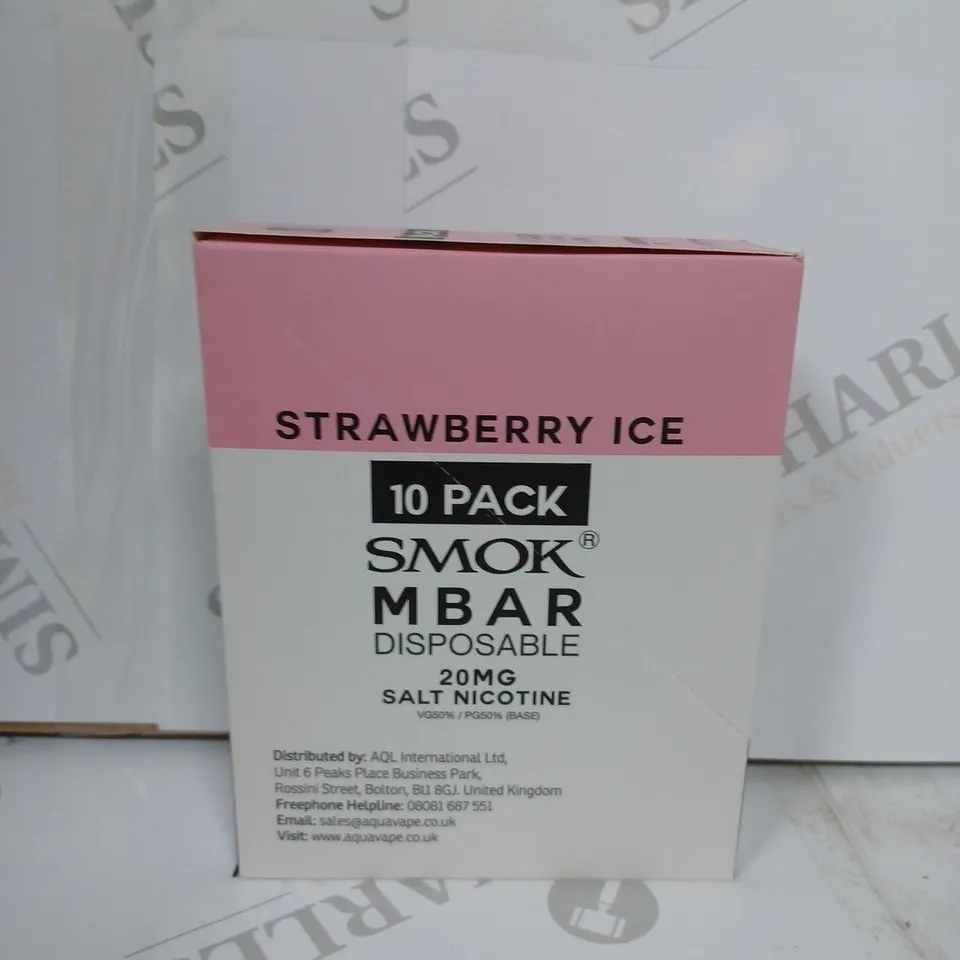 STRAWBERRY ICE
10 PACK
SMOK®
MBAR
DISPOSABLE
20MG
SALT NICOTINE
VG50% / PG50% (BASE)
Distributed by: AQL International Ltd,
Unit 6 Peaks Place Business Park,
Rossini Street, Bolton, BL1 8GJ. United Kingdom
Freephone Helpline: 08081 687 551
Email: sales@aquavape.co.uk
Visit: www.aquavape.co.uk